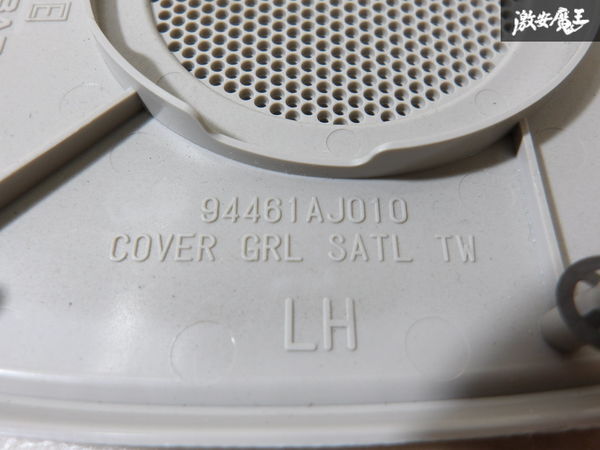 激安魔王
94461AJ010
COVER GRL SATL TW
LH